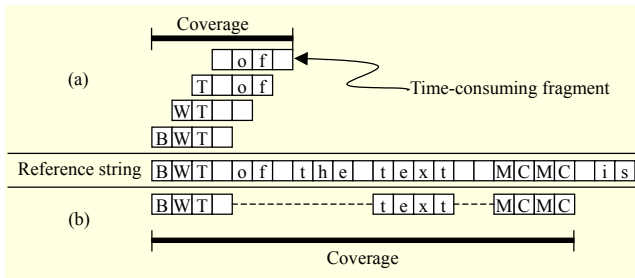 Coverage
(a)
o f
T o f
W T
B W T
Time-consuming fragment
Reference string
B W T o f t h e t e x t M C M C i s
(b)
B W T t e x t M C M C
Coverage